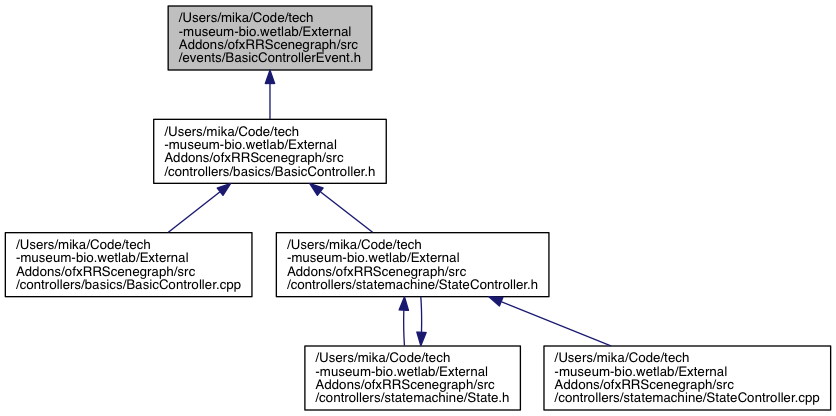 /Users/mika/Code/tech
-museum-bio.wetlab/External
Addons/ofxRRScenegraph/src
/events/BasicControllerEvent.h
/Users/mika/Code/tech
-museum-bio.wetlab/External
Addons/ofxRRScenegraph/src
/controllers/basics/BasicController.h
/Users/mika/Code/tech
-museum-bio.wetlab/External
Addons/ofxRRScenegraph/src
/controllers/basics/BasicController.cpp
/Users/mika/Code/tech
-museum-bio.wetlab/External
Addons/ofxRRScenegraph/src
/controllers/statemachine/StateController.h
/Users/mika/Code/tech
-museum-bio.wetlab/External
Addons/ofxRRScenegraph/src
/controllers/statemachine/State.h
/Users/mika/Code/tech
-museum-bio.wetlab/External
Addons/ofxRRScenegraph/src
/controllers/statemachine/StateController.cpp